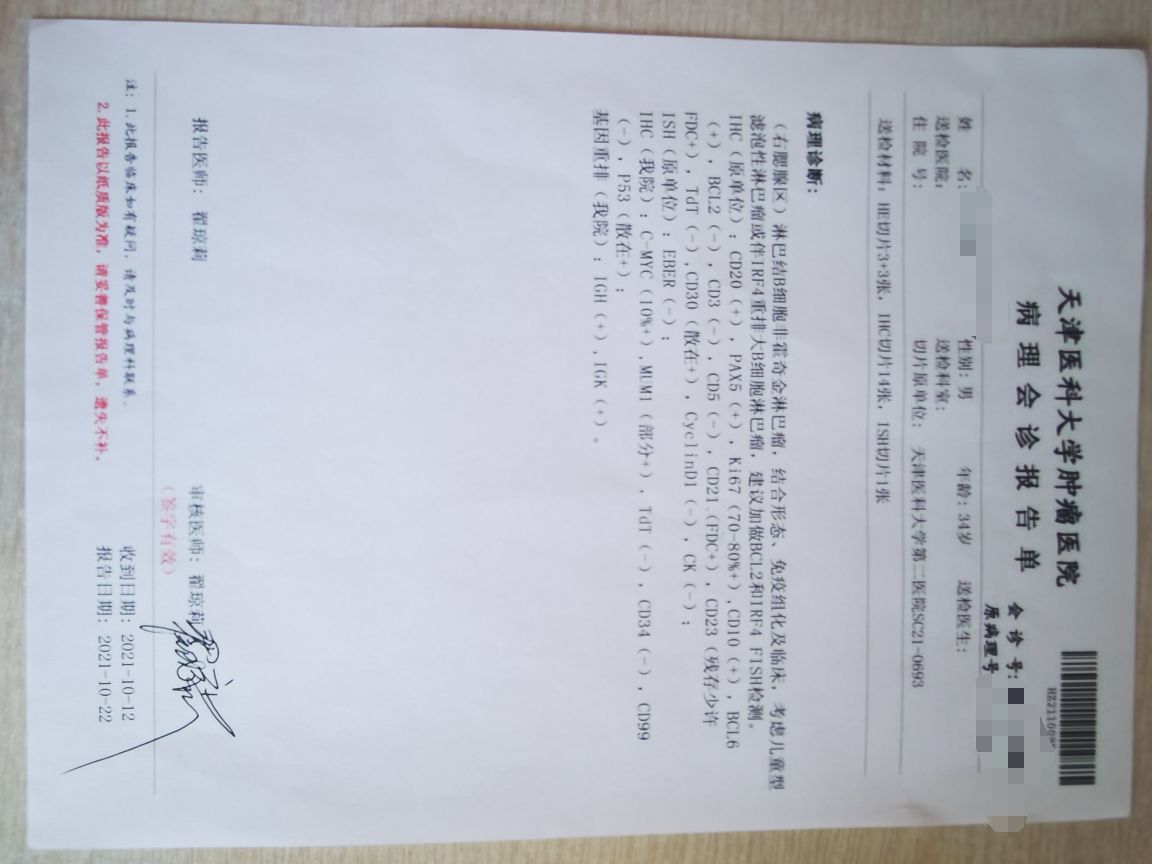 天津医科大学肿瘤医院
病理会诊报告单
会诊号:
原病理号
姓 名: 性别: 男 年龄: 34岁 送检医生:
送检医院: 送检科室:
住 院 号: 切片原单位: 天津医科大学第二医院SC21-0693
送检材料: HE切片3+3张, IHC切片14张, ISH切片1张
病理诊断:
(右腮腺区)淋巴结B细胞非霍奇金淋巴瘤, 结合形态、免疫组化及临床, 考虑儿童型
滤泡性淋巴瘤或伴IRF4重排大B细胞淋巴瘤, 建议加做BCL2和IRF4 FISH检测。
IHC(原单位): CD20(+), PAX5(+), Ki67(70-80%+),CD10(+), BCL6
(+), BCL2(-), CD3(-), CD5(-), CD21(FDC+), CD23(残存少许
FDC+), TdT(-),CD30(散在+), CyclinD1(-), CK(-);
ISH(原单位): EBER(-);
IHC(我院): C-MYC(10%+), MUM1(部分+), TdT(-), CD34(-), CD99
(-), P53(散在+);
基因重排(我院): IGH(+), IGK(+)。
报告医师: 翟琼莉 审核医师: 翟琼莉
(签字有效)
注: 1.此报告临床如有疑问, 请及时与病理科联系。 收到日期: 2021-10-12
2.此报告以纸质版为准, 请妥善保管报告单, 遗失不补。 报告日期: 2021-10-22